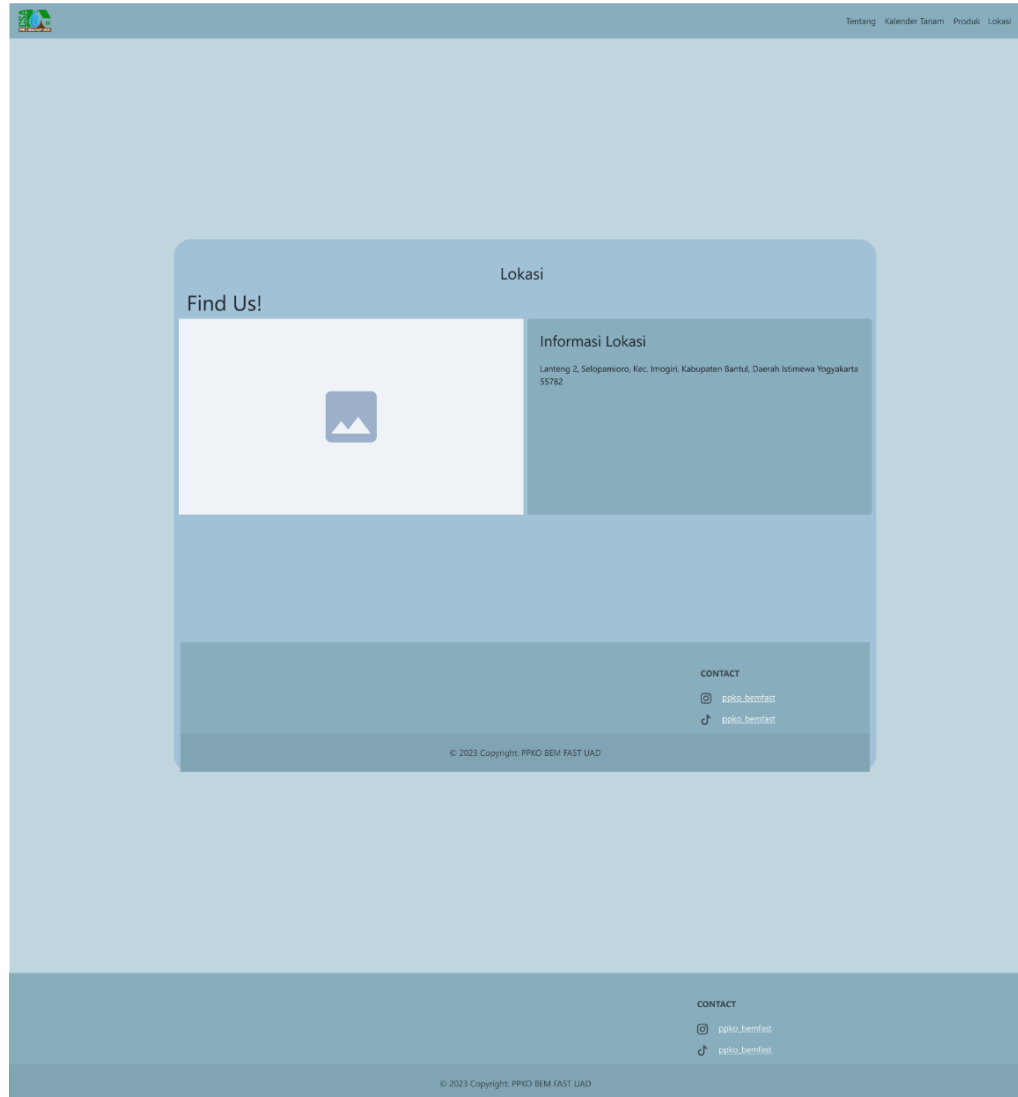 Tentang Kalender Tanam Produk Lokasi
Lokasi
Find Us!
Informasi Lokasi
Lanteng 2, Selopamioro, Kec. Imogiri, Kabupaten Bantul, Daerah Istimewa Yogyakarta
55782
CONTACT
ppko_bemfast
ppko_bemfast
© 2023 Copyright: PPKO BEM FAST UAD
CONTACT
ppko_bemfast
ppko_bemfast
© 2023 Copyright: PPKO BEM FAST UAD